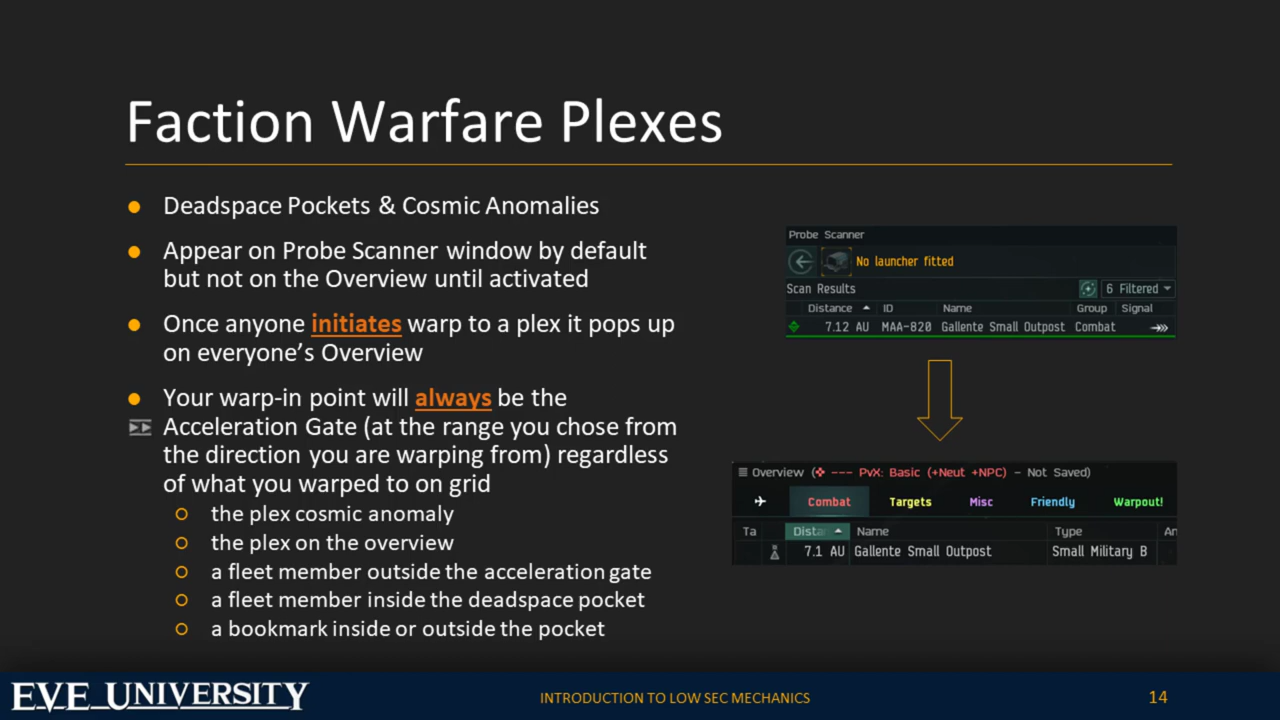 Faction Warfare Plexes
Deadspace Pockets & Cosmic Anomalies
Appear on Probe Scanner window by default
but not on the Overview until activated
Once anyone initiates warp to a plex it pops up
on everyone’s Overview
Your warp-in point will always be the
Acceleration Gate (at the range you chose from
the direction you are warping from) regardless
of what you warped to on grid
the plex cosmic anomaly
the plex on the overview
a fleet member outside the acceleration gate
a fleet member inside the deadspace pocket
a bookmark inside or outside the pocket
Probe Scanner
No launcher fitted
Scan Results 6 Filtered
Distance ID Name Group Signal
7.12 AU MAA-820 Gallente Small Outpost Combat
Overview ( --- PvX: Basic (+Neut +NPC) - Not Saved)
Combat Targets Misc Friendly Warpout!
Ta Dista Name Type An
7.1 AU Gallente Small Outpost Small Military B
EVE UNIVERSITY
INTRODUCTION TO LOW SEC MECHANICS
14